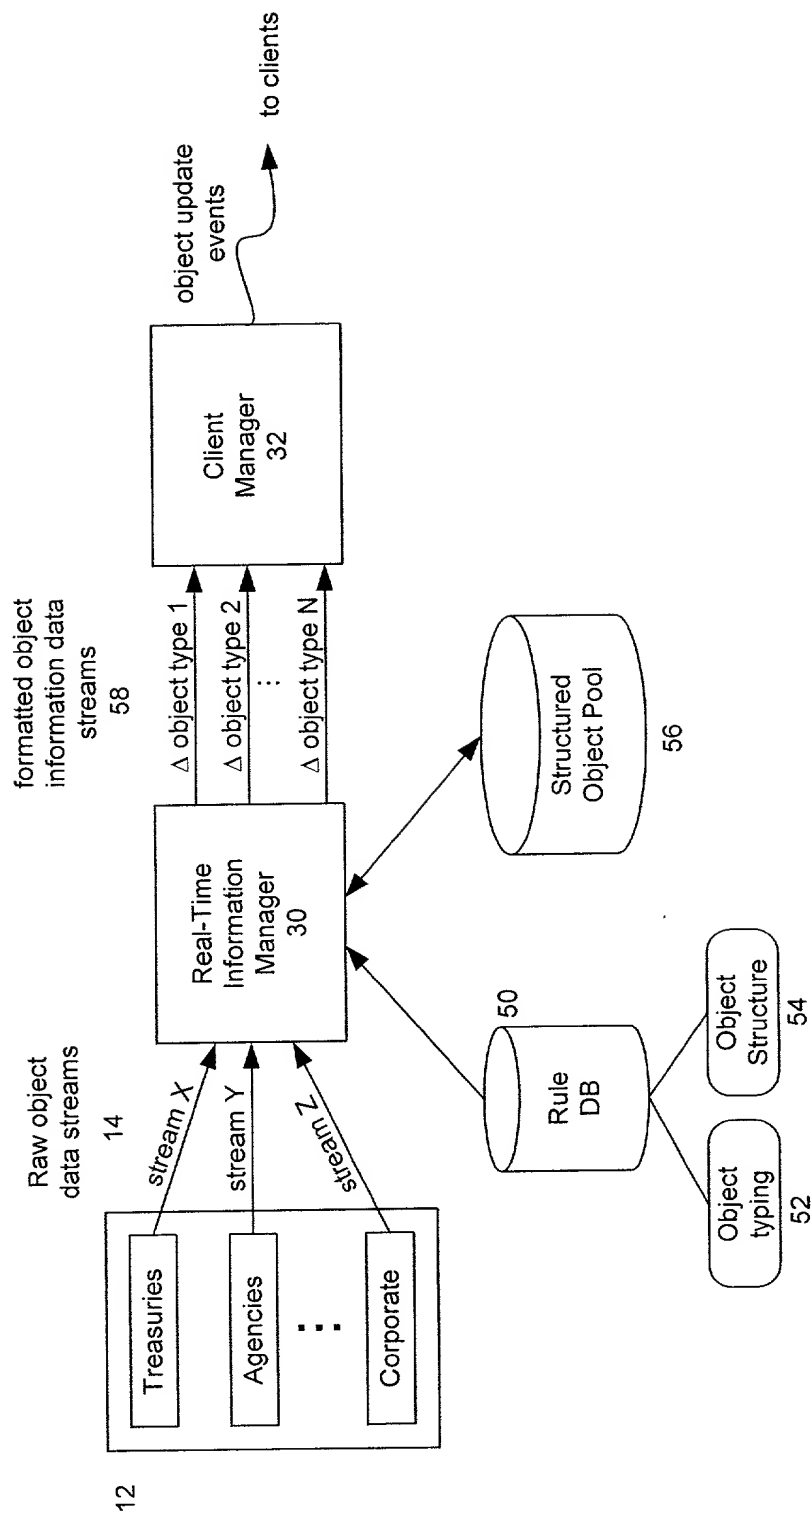 12
Treasuries
Agencies
Corporate
Raw object
data streams
14
stream X
stream Y
stream Z
Real-Time
Information
Manager
30
formatted object
information data
streams
58
Δ object type 1
Δ object type 2
Δ object type N
Client
Manager
32
object update
events
to clients
50
Rule
DB
Object
typing
52
Object
Structure
54
Structured
Object Pool
56